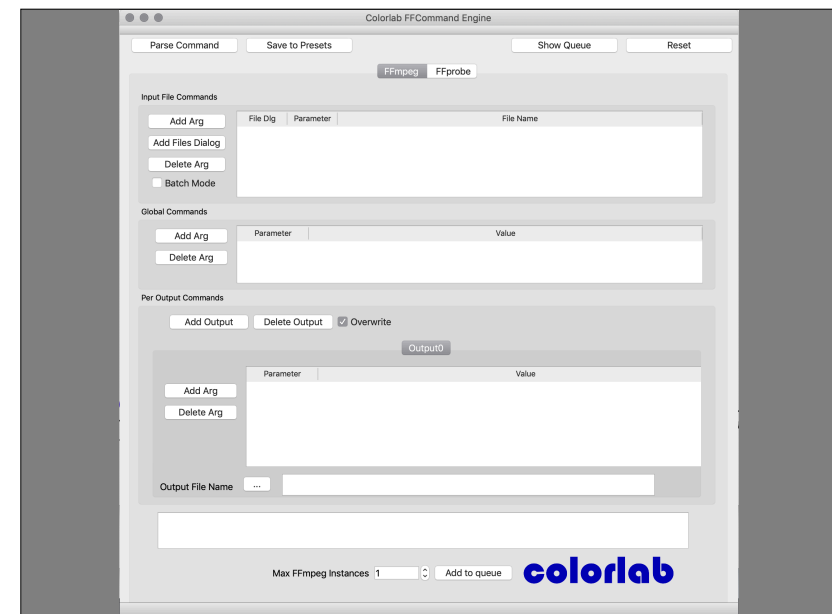 Colorlab FFCommand Engine
Parse Command Save to Presets Show Queue Reset
FFmpeg FFprobe
Input File Commands
Add Arg
File Dlg Parameter File Name
Add Files Dialog
Delete Arg
Batch Mode
Global Commands
Add Arg
Parameter Value
Delete Arg
Per Output Commands
Add Output Delete Output Overwrite
Output0
Parameter Value
Add Arg
Delete Arg
Output File Name ...
Max FFmpeg Instances 1 Add to queue colorlab